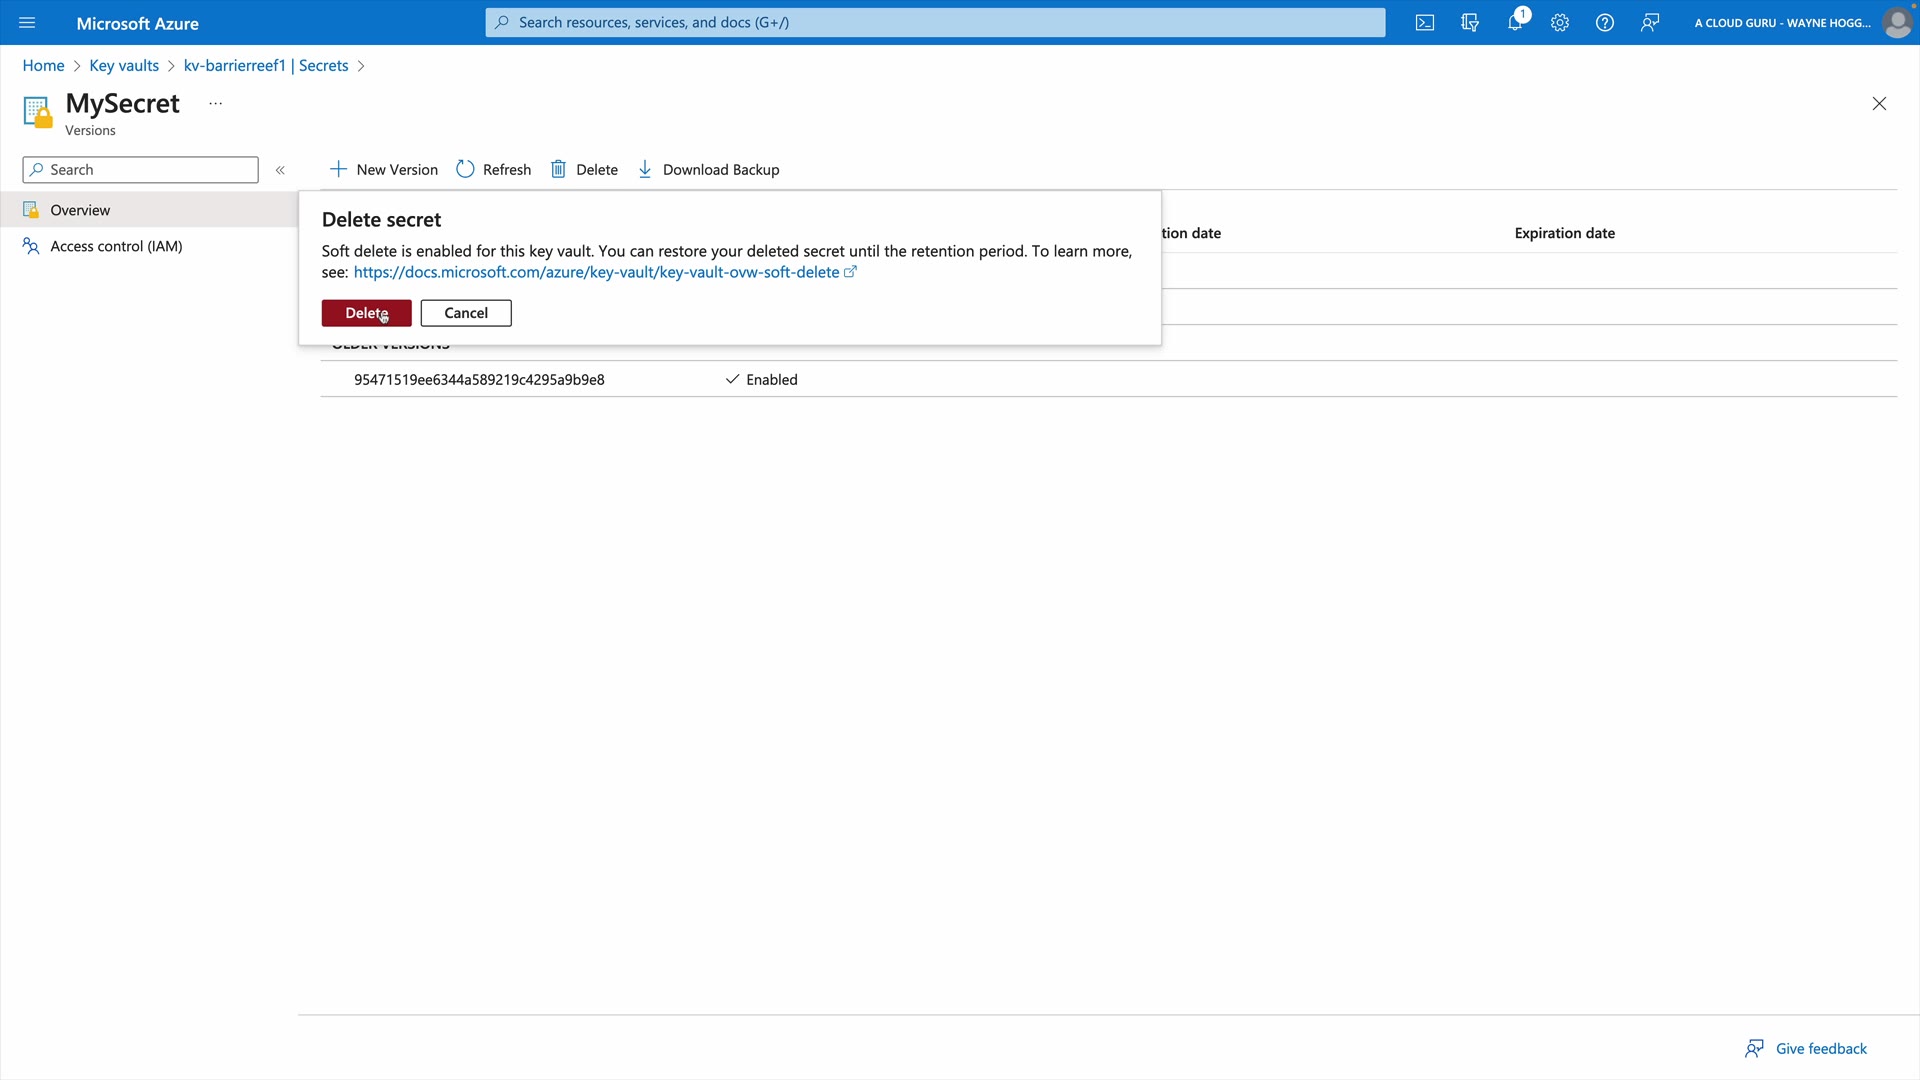 Microsoft Azure
Search resources, services, and docs (G+/)
1
A CLOUD GURU - WAYNE HOGG...
Home > Key vaults > kv-barrierreef1 | Secrets >
MySecret ...
Versions
Search
«
New Version
Refresh
Delete
Download Backup
Overview
Access control (IAM)
Delete secret
Soft delete is enabled for this key vault. You can restore your deleted secret until the retention period. To learn more,
see: https://docs.microsoft.com/azure/key-vault/key-vault-ovw-soft-delete
Delete
Cancel
tion date
Expiration date
OLDER VERSIONS
95471519ee6344a589219c4295a9b9e8
Enabled
Give feedback